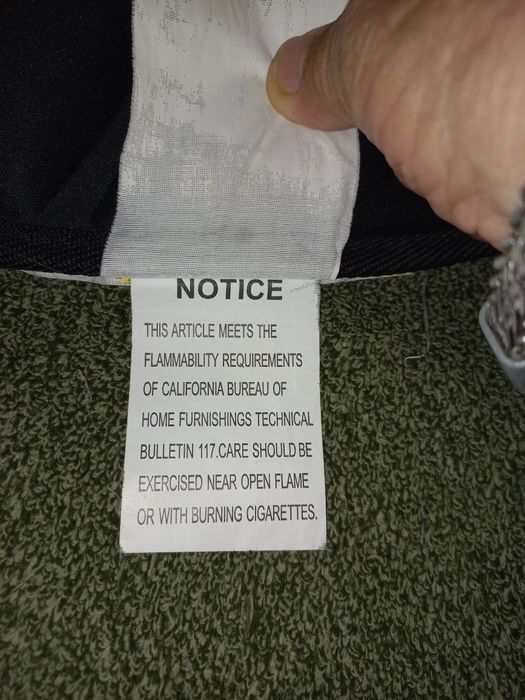 NOTICE
THIS ARTICLE MEETS THE
FLAMMABILITY REQUIREMENTS
OF CALIFORNIA BUREAU OF
HOME FURNISHINGS TECHNICAL
BULLETIN 117.CARE SHOULD BE
EXERCISED NEAR OPEN FLAME
OR WITH BURNING CIGARETTES.